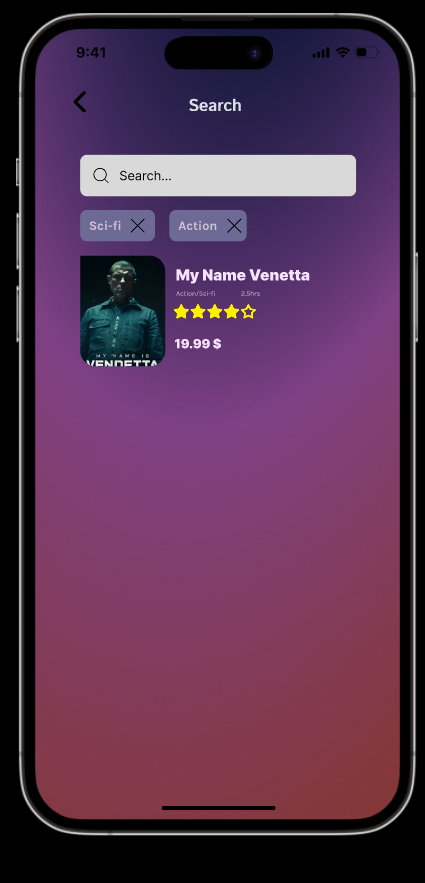 9:41
Search
Search...
Sci-fi
Action
My Name Venetta
Action/Sci-fi 2.5hrs
19.99 $
MY NAME IS
VENDETTA